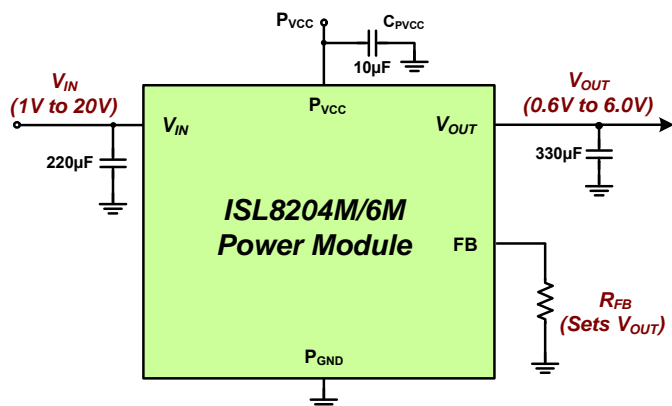 PVCC
CPVCC
10µF
VIN
(1V to 20V)
VOUT
(0.6V to 6.0V)
PVCC
VIN
VOUT
220µF
330µF
ISL8204M/6M
Power Module
FB
RFB
(Sets VOUT)
PGND